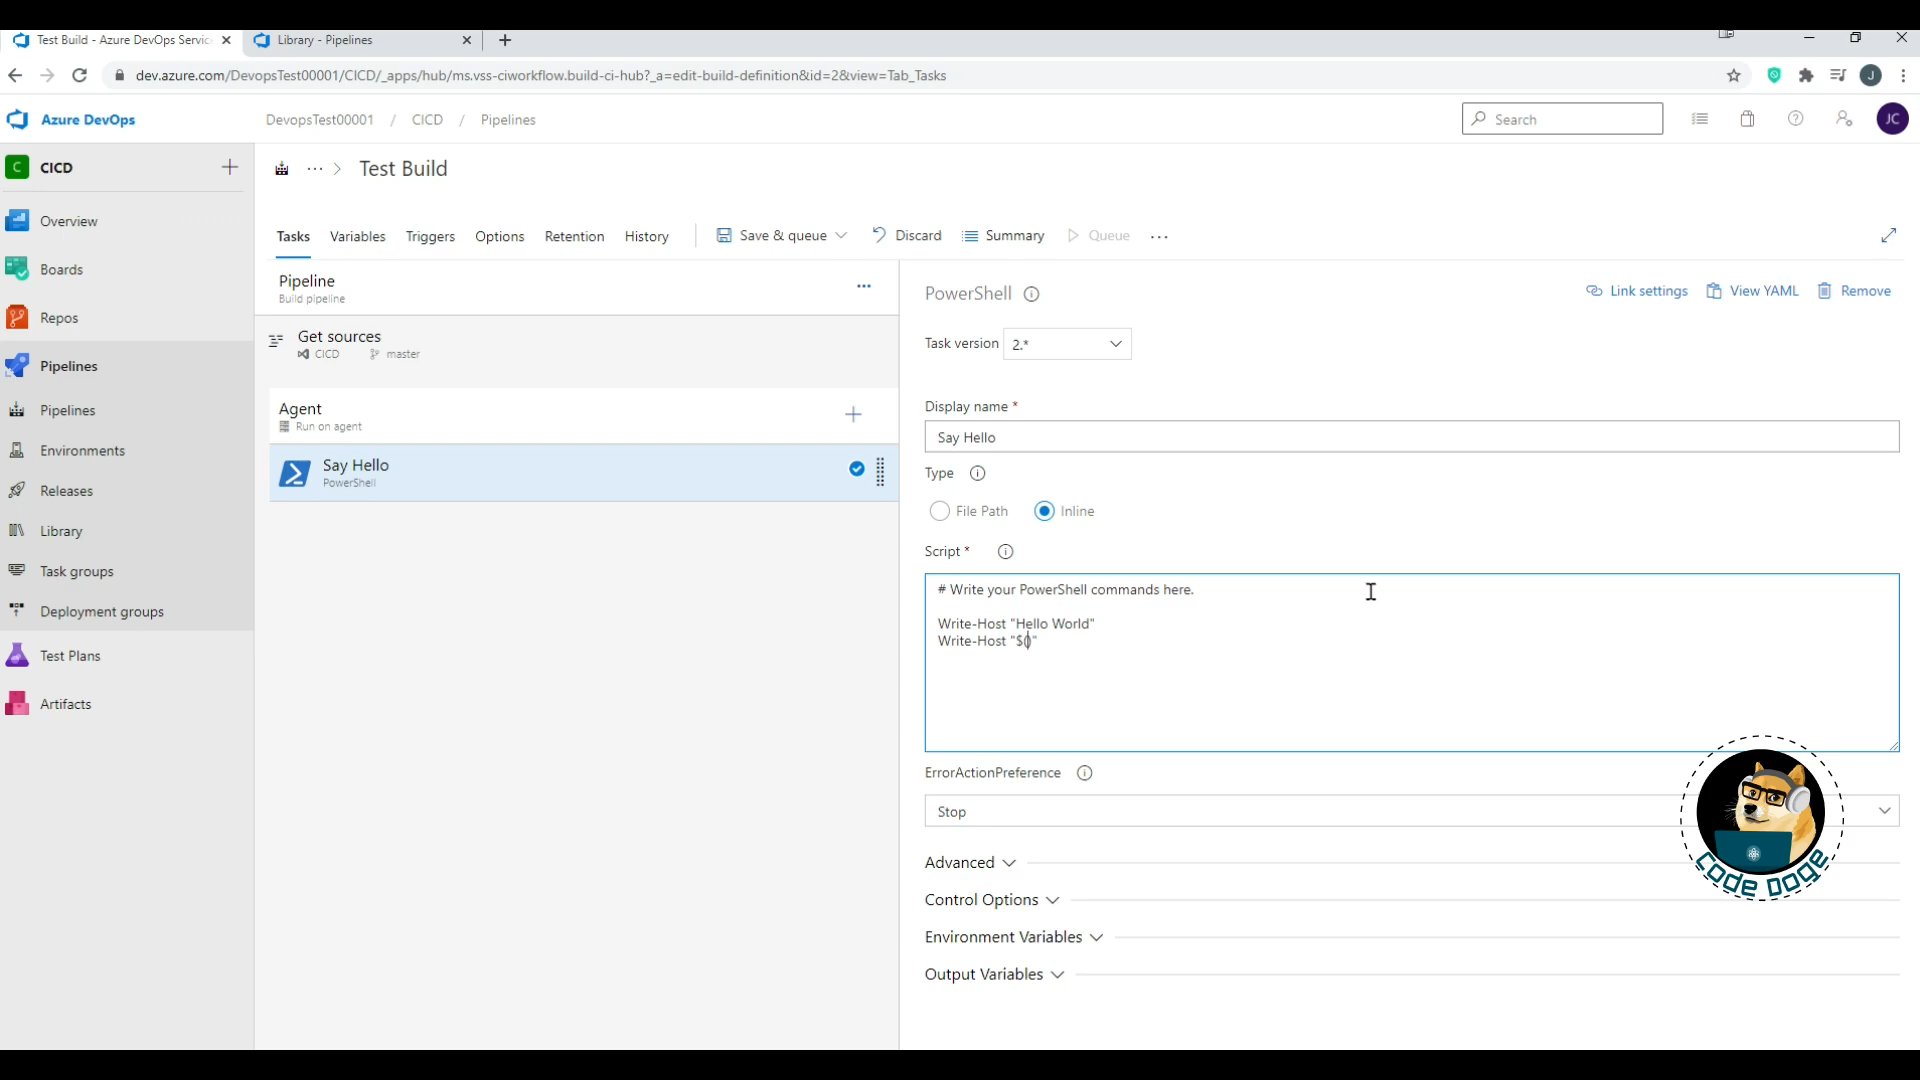 Test Build - Azure DevOps Servic
Library - Pipelines
dev.azure.com/DevopsTest00001/CICD/_apps/hub/ms.vss-ciworkflow.build-ci-hub?_a=edit-build-definition&id=2&view=Tab_Tasks
J
Azure DevOps
DevopsTest00001 / CICD / Pipelines
Search
JC
C CICD
Test Build
Overview
Boards
Repos
Pipelines
Pipelines
Environments
Releases
Library
Task groups
Deployment groups
Test Plans
Artifacts
Tasks Variables Triggers Options Retention History Save & queue Discard Summary Queue
Pipeline
Build pipeline
Get sources
CICD master
Agent
Run on agent
Say Hello
PowerShell
PowerShell
Link settings View YAML Remove
Task version 2.*
Display name *
Say Hello
Type
File Path Inline
Script *
# Write your PowerShell commands here.
Write-Host "Hello World"
Write-Host "$()"
ErrorActionPreference
Stop
Advanced
Control Options
Environment Variables
Output Variables
Code Doge